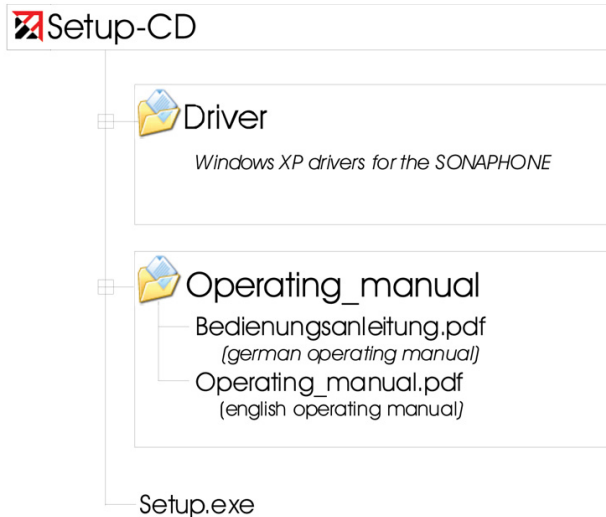 Setup-CD
Driver
Windows XP drivers for the SONAPHONE
Operating_manual
Bedienungsanleitung.pdf
(german operating manual)
Operating_manual.pdf
(english operating manual)
Setup.exe